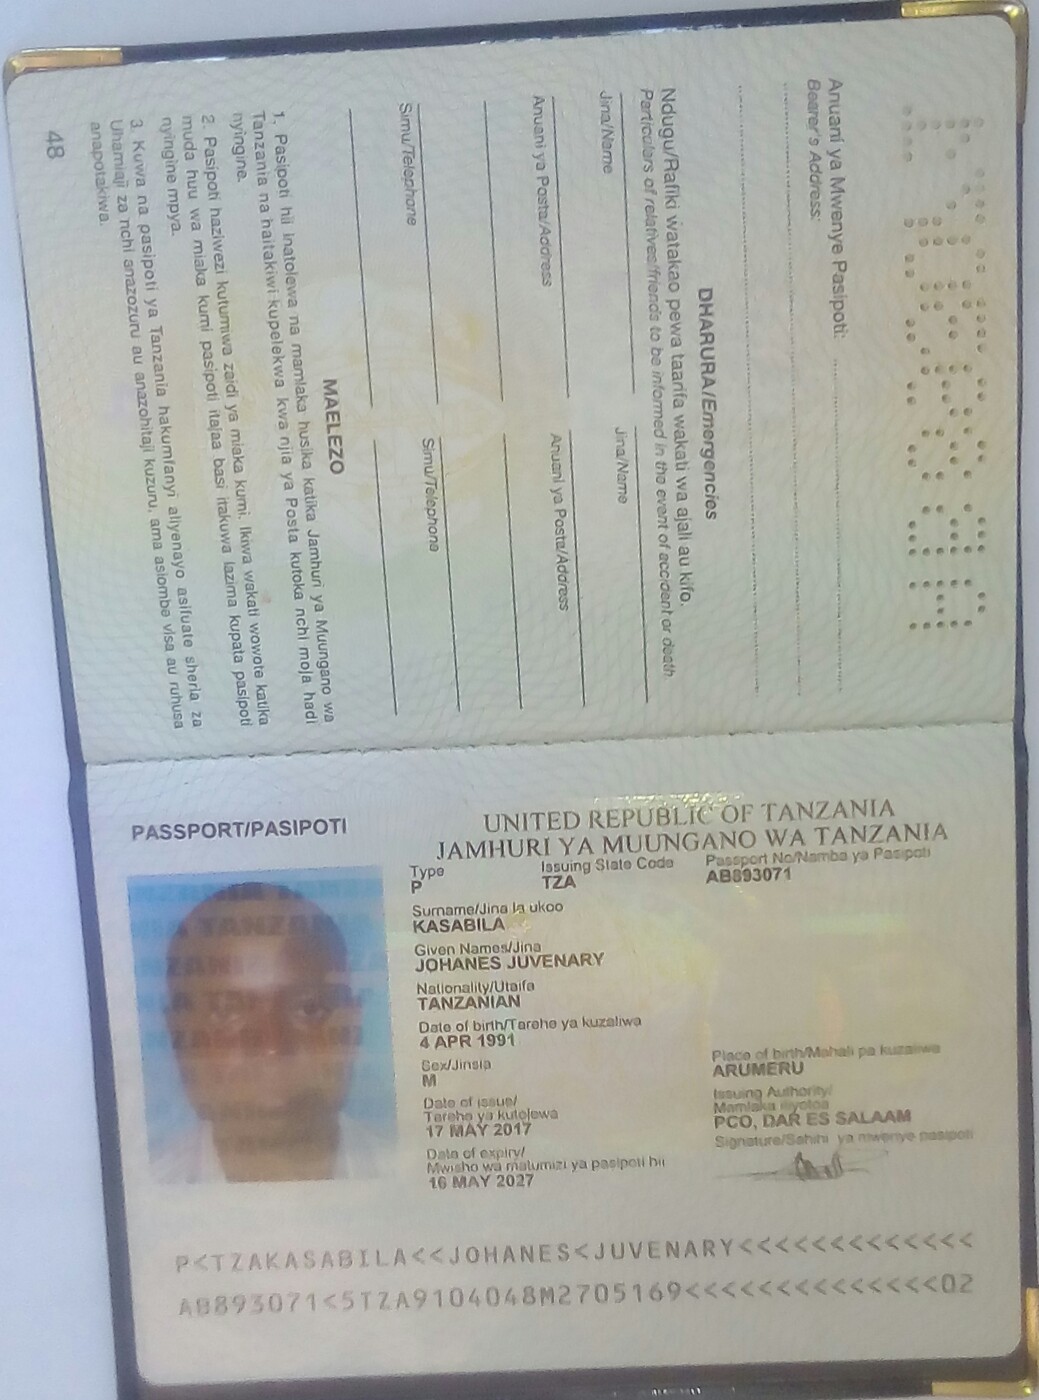 Anuani ya Mwenye Pasipoti:
Bearer's Address:
DHARURA/Emergencies
Ndugu/Rafiki watakao pewa taarifa wakati wa ajali au kifo.
Particulars of relatives/friends to be informed in the event of accident or death.
Jina/Name
Jina/Name
Anuani ya Posta/Address
Anuani ya Posta/Address
Simu/Telephone
Simu/Telephone
MAELEZO
1. Pasipoti hii inatolewa na mamlaka husika katika Jamhuri ya Muungano wa
Tanzania na haitakiwi kupelekwa kwa njia ya Posta kutoka nchi moja hadi
nyingine.
2. Pasipoti haziwezi kutumiwa zaidi ya miaka kumi. Ikiwa wakati wowote katika
muda huu wa miaka kumi pasipoti itajaa basi itakuwa lazima kupata pasipoti
nyingine mpya.
3. Kuwa na pasipoti ya Tanzania hakumfanyi aliyenayo asifuate sheria za
Uhamiaji za nchi anazozuru au anazohitaji kuzuru, ama asiombe visa au ruhusa
anapotakiwa.
48
PASSPORT/PASIPOTI
UNITED REPUBLIC OF TANZANIA
JAMHURI YA MUUNGANO WA TANZANIA
Type Issuing State Code Passport No/Namba ya Pasipoti
P TZA AB893071
Surname/Jina la ukoo
KASABILA
Given Names/Jina
JOHANES JUVENARY
Nationality/Utaifa
TANZANIAN
Date of birth/Tarehe ya kuzaliwa
4 APR 1991
Sex/Jinsia
M
Place of birth/Mahali pa kuzaliwa
ARUMERU
Date of issue/
Tarehe ya kutolewa
17 MAY 2017
Issuing Authority/
Mamlaka iliyotoa
PCO, DAR ES SALAAM
Date of expiry/
Mwisho wa matumizi ya pasipoti hii
16 MAY 2027
Signature/Sahihi ya mwenye pasipoti
P<TZAKASABILA<<JOHANES<JUVENARY<<<<<<<<<<<<<
AB893071<5TZA9104048M2705169<<<<<<<<<<<<<<02